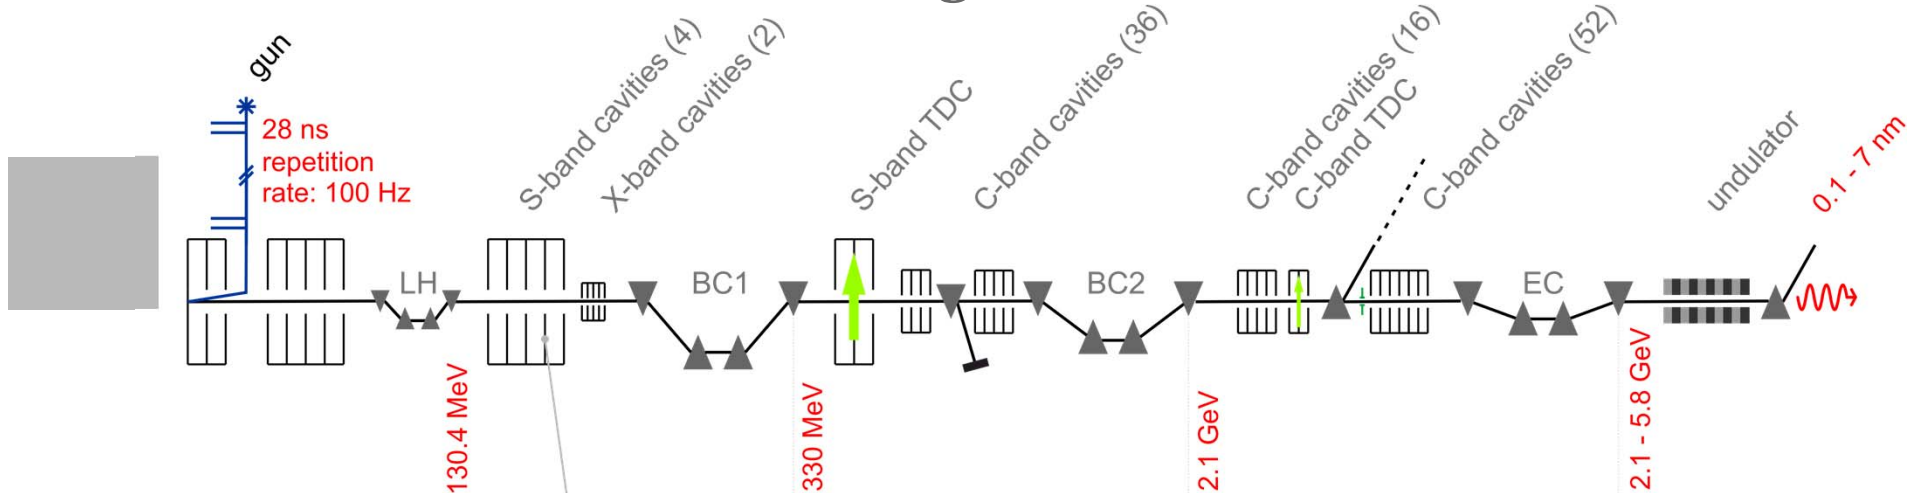 gun
28 ns
repetition
rate: 100 Hz
S-band cavities (4)
X-band cavities (2)
S-band TDC
C-band cavities (36)
C-band cavities (16)
C-band TDC
C-band cavities (52)
undulator
0.1 - 7 nm
LH
BC1
BC2
EC
130.4 MeV
330 MeV
2.1 GeV
2.1 - 5.8 GeV